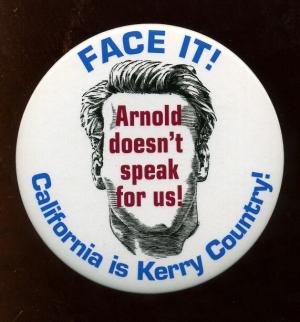 FACE IT!
Arnold
doesn't
speak
for us!
California is Kerry Country!